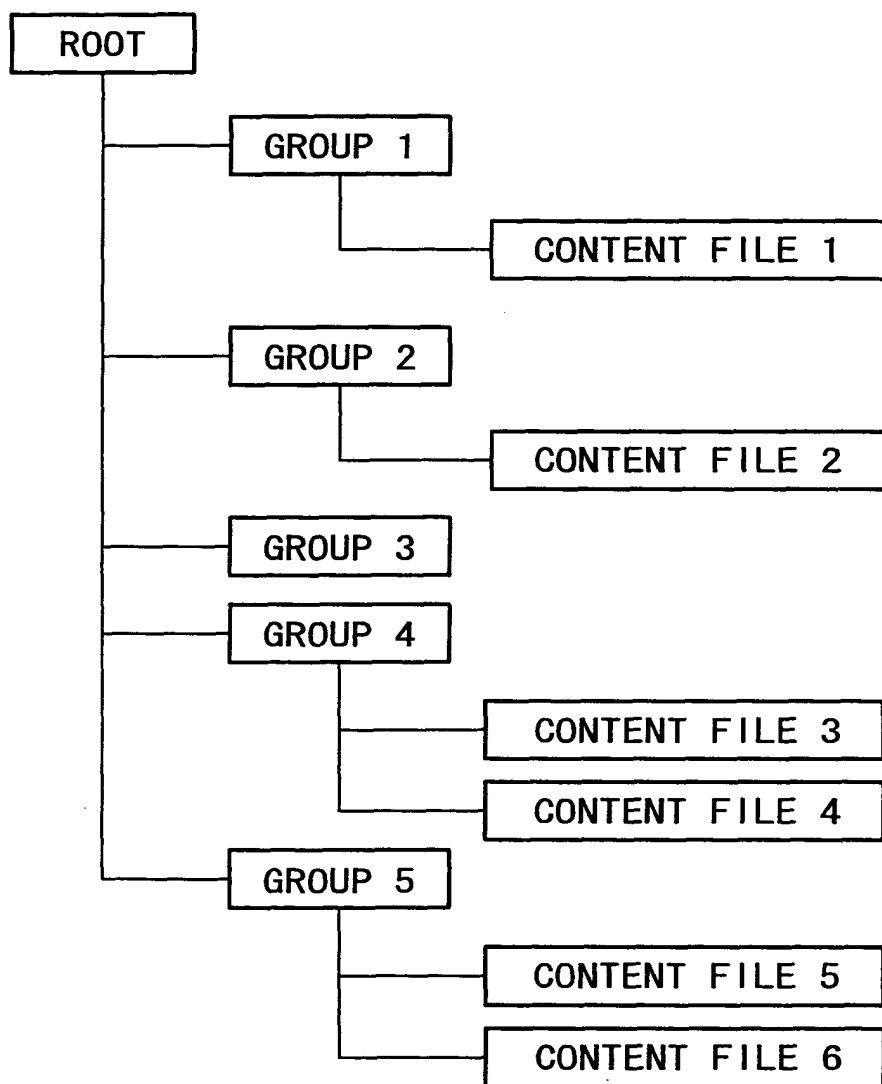 ROOT
GROUP 1
CONTENT FILE 1
GROUP 2
CONTENT FILE 2
GROUP 3
GROUP 4
CONTENT FILE 3
CONTENT FILE 4
GROUP 5
CONTENT FILE 5
CONTENT FILE 6